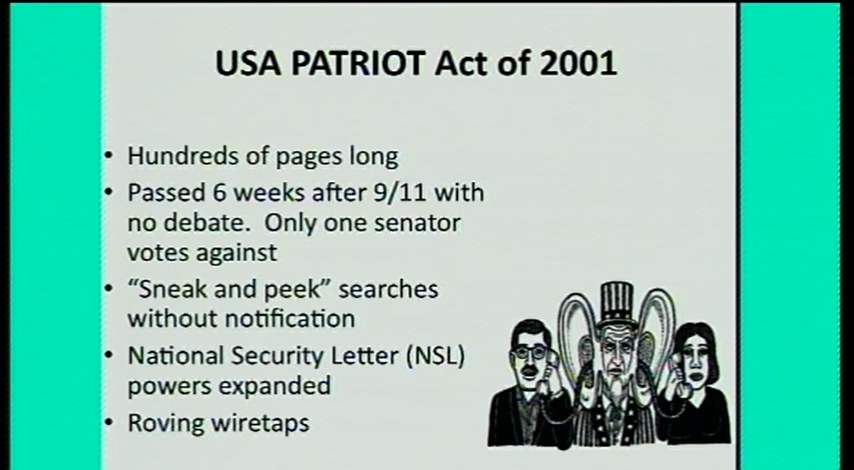 USA PATRIOT Act of 2001
• Hundreds of pages long
• Passed 6 weeks after 9/11 with
no debate.  Only one senator
votes against
• “Sneak and peek” searches
without notification
• National Security Letter (NSL)
powers expanded
• Roving wiretaps